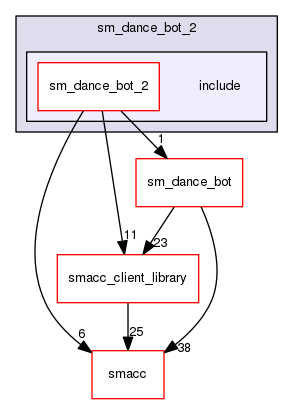 sm_dance_bot_2
sm_dance_bot_2
include
1
sm_dance_bot
11
23
smacc_client_library
6
25
38
smacc